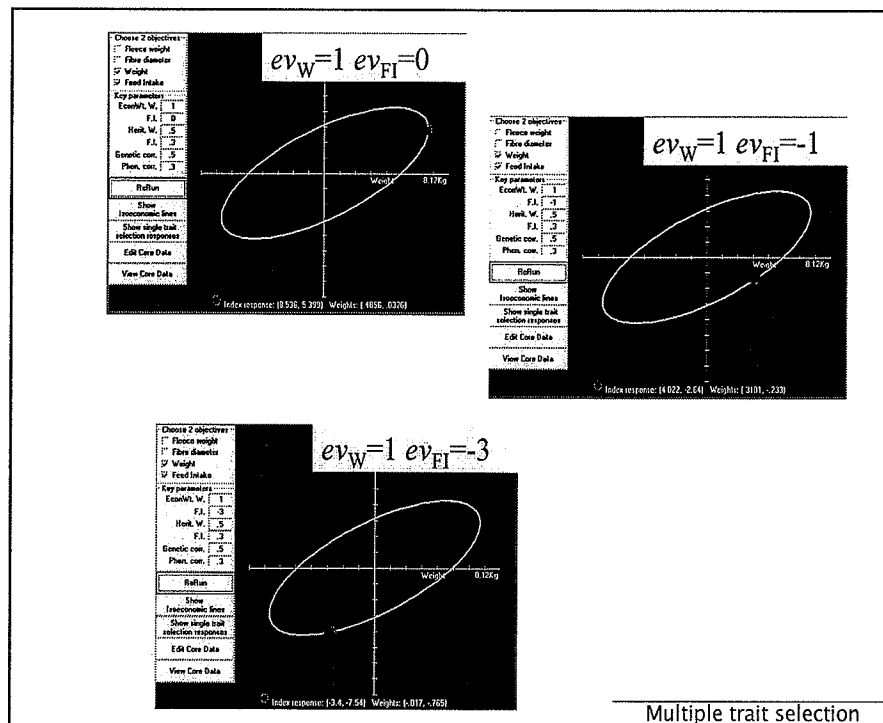 Choose 2 objectives
Fleece weight
Fibre diameter
Weight
Feed Intake
Key parameters
EconWt. W. 1
F.I. 0
Herit. W. .5
F.I. .3
Genetic corr. .5
Phen. corr. .3
ReRun
Show
Isoeconomic lines
Show single trait
selection responses
Edit Core Data
View Core Data
evW=1 evFI=0
Weight 8.12Kg
Index response: (8.536, 5.399) Weights: (.4856, .0326)
Choose 2 objectives
Fleece weight
Fibre diameter
Weight
Feed Intake
Key parameters
EconWt. W. 1
F.I. -1
Herit. W. .5
F.I. .3
Genetic corr. .5
Phen. corr. .3
ReRun
Show
Isoeconomic lines
Show single trait
selection responses
Edit Core Data
View Core Data
evW=1 evFI=-1
Weight 8.12Kg
Index response: (4.022, -2.64) Weights: (.3101, -.233)
Choose 2 objectives
Fleece weight
Fibre diameter
Weight
Feed Intake
Key parameters
EconWt. W. 1
F.I. -3
Herit. W. .5
F.I. .3
Genetic corr. .5
Phen. corr. .3
ReRun
Show
Isoeconomic lines
Show single trait
selection responses
Edit Core Data
View Core Data
evW=1 evFI=-3
Weight 8.12Kg
Index response: (-3.4, -7.54) Weights: (-.017, -.765)
Multiple trait selection